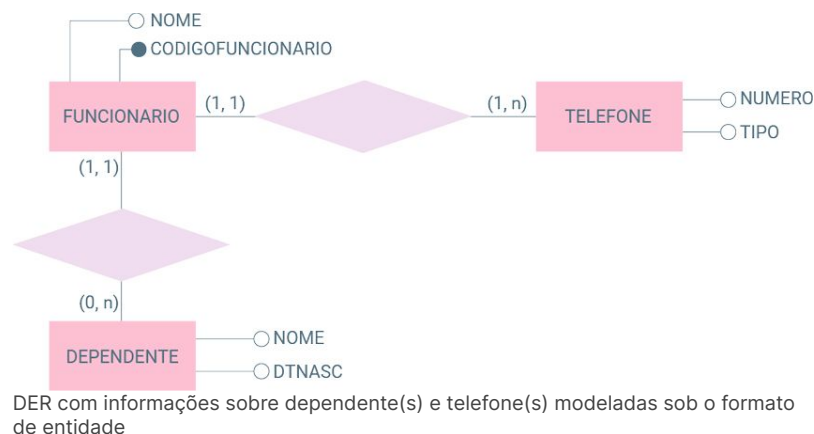 NOME
CODIGOFUNCIONARIO
FUNCIONARIO
(1, 1)
(1, n)
TELEFONE
NUMERO
TIPO
(1, 1)
(0, n)
DEPENDENTE
NOME
DTNASC
DER com informações sobre dependente(s) e telefone(s) modeladas sob o formato
de entidade